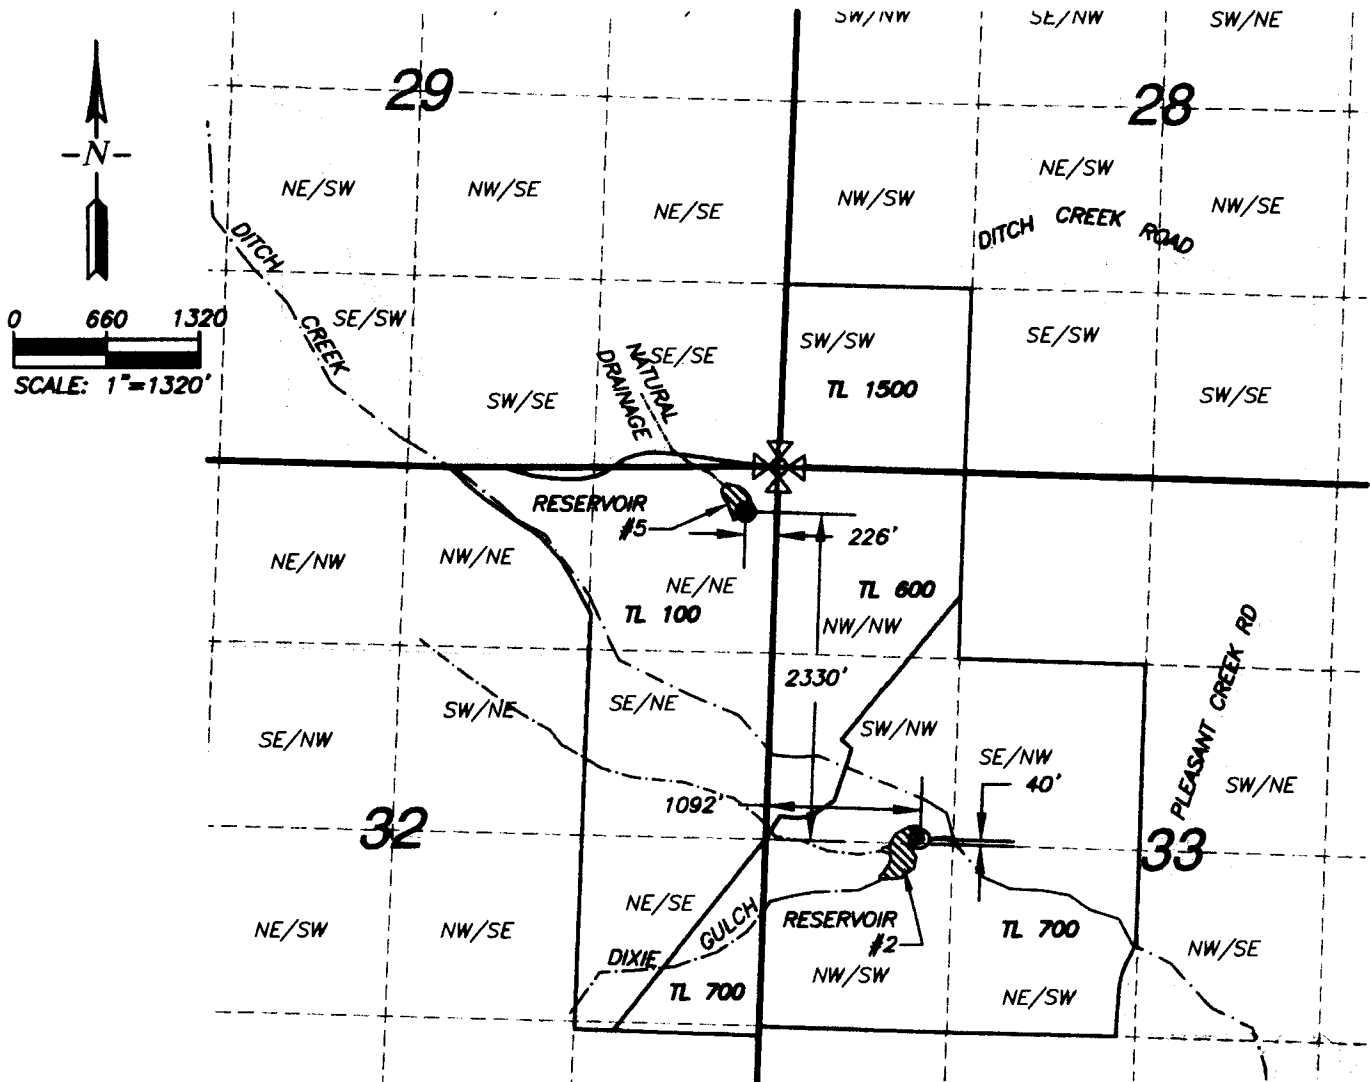 SW/NW
SE/NW
SW/NE
29
28
N
NE/SW
NW/SE
NE/SE
NW/SW
NE/SW
NW/SE
DITCH CREEK ROAD
DITCH CREEK
0 660 1320
SCALE: 1"=1320'
SE/SW
SW/SE
SE/SE
NATURAL
DRAINAGE
SW/SW
TL 1500
SE/SW
SW/SE
RESERVOIR
#5
226'
NE/NW
NW/NE
NE/NE
TL 100
TL 600
NW/NW
2330'
PLEASANT CREEK RD
SE/NW
SW/NE
SE/NE
SW/NW
SE/NW
SW/NE
40'
1092'
32
33
NE/SW
NW/SE
NE/SE
DIXIE GULCH
RESERVOIR
#2
TL 700
NW/SE
TL 700
NW/SW
NE/SW